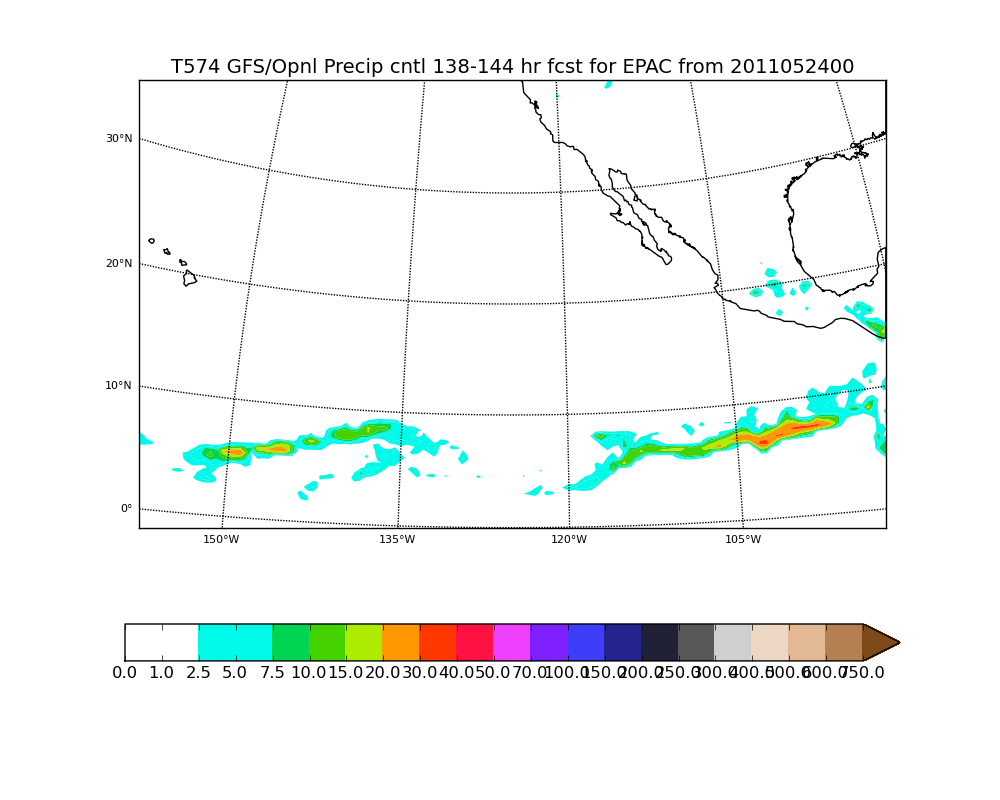 T574 GFS/Opnl Precip cntl 138-144 hr fcst for EPAC from 2011052400
30°N
20°N
10°N
0°
150°W 135°W 120°W 105°W
0.0 1.0 2.5 5.0 7.5 10.0 15.0 20.0 30.0 40.0 50.0 70.0 100.0 150.0 200.0 250.0 300.0 400.0 500.0 600.0 750.0